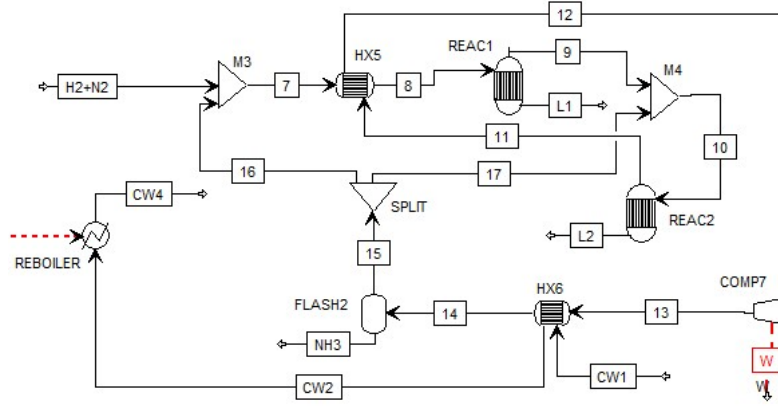 12
M3
HX5
REAC1
9
M4
H2+N2
7
8
L1
11
10
16
17
CW4
SPLIT
REAC2
L2
REBOILER
15
COMP7
FLASH2
HX6
14
13
NH3
W
CW2
CW1
W